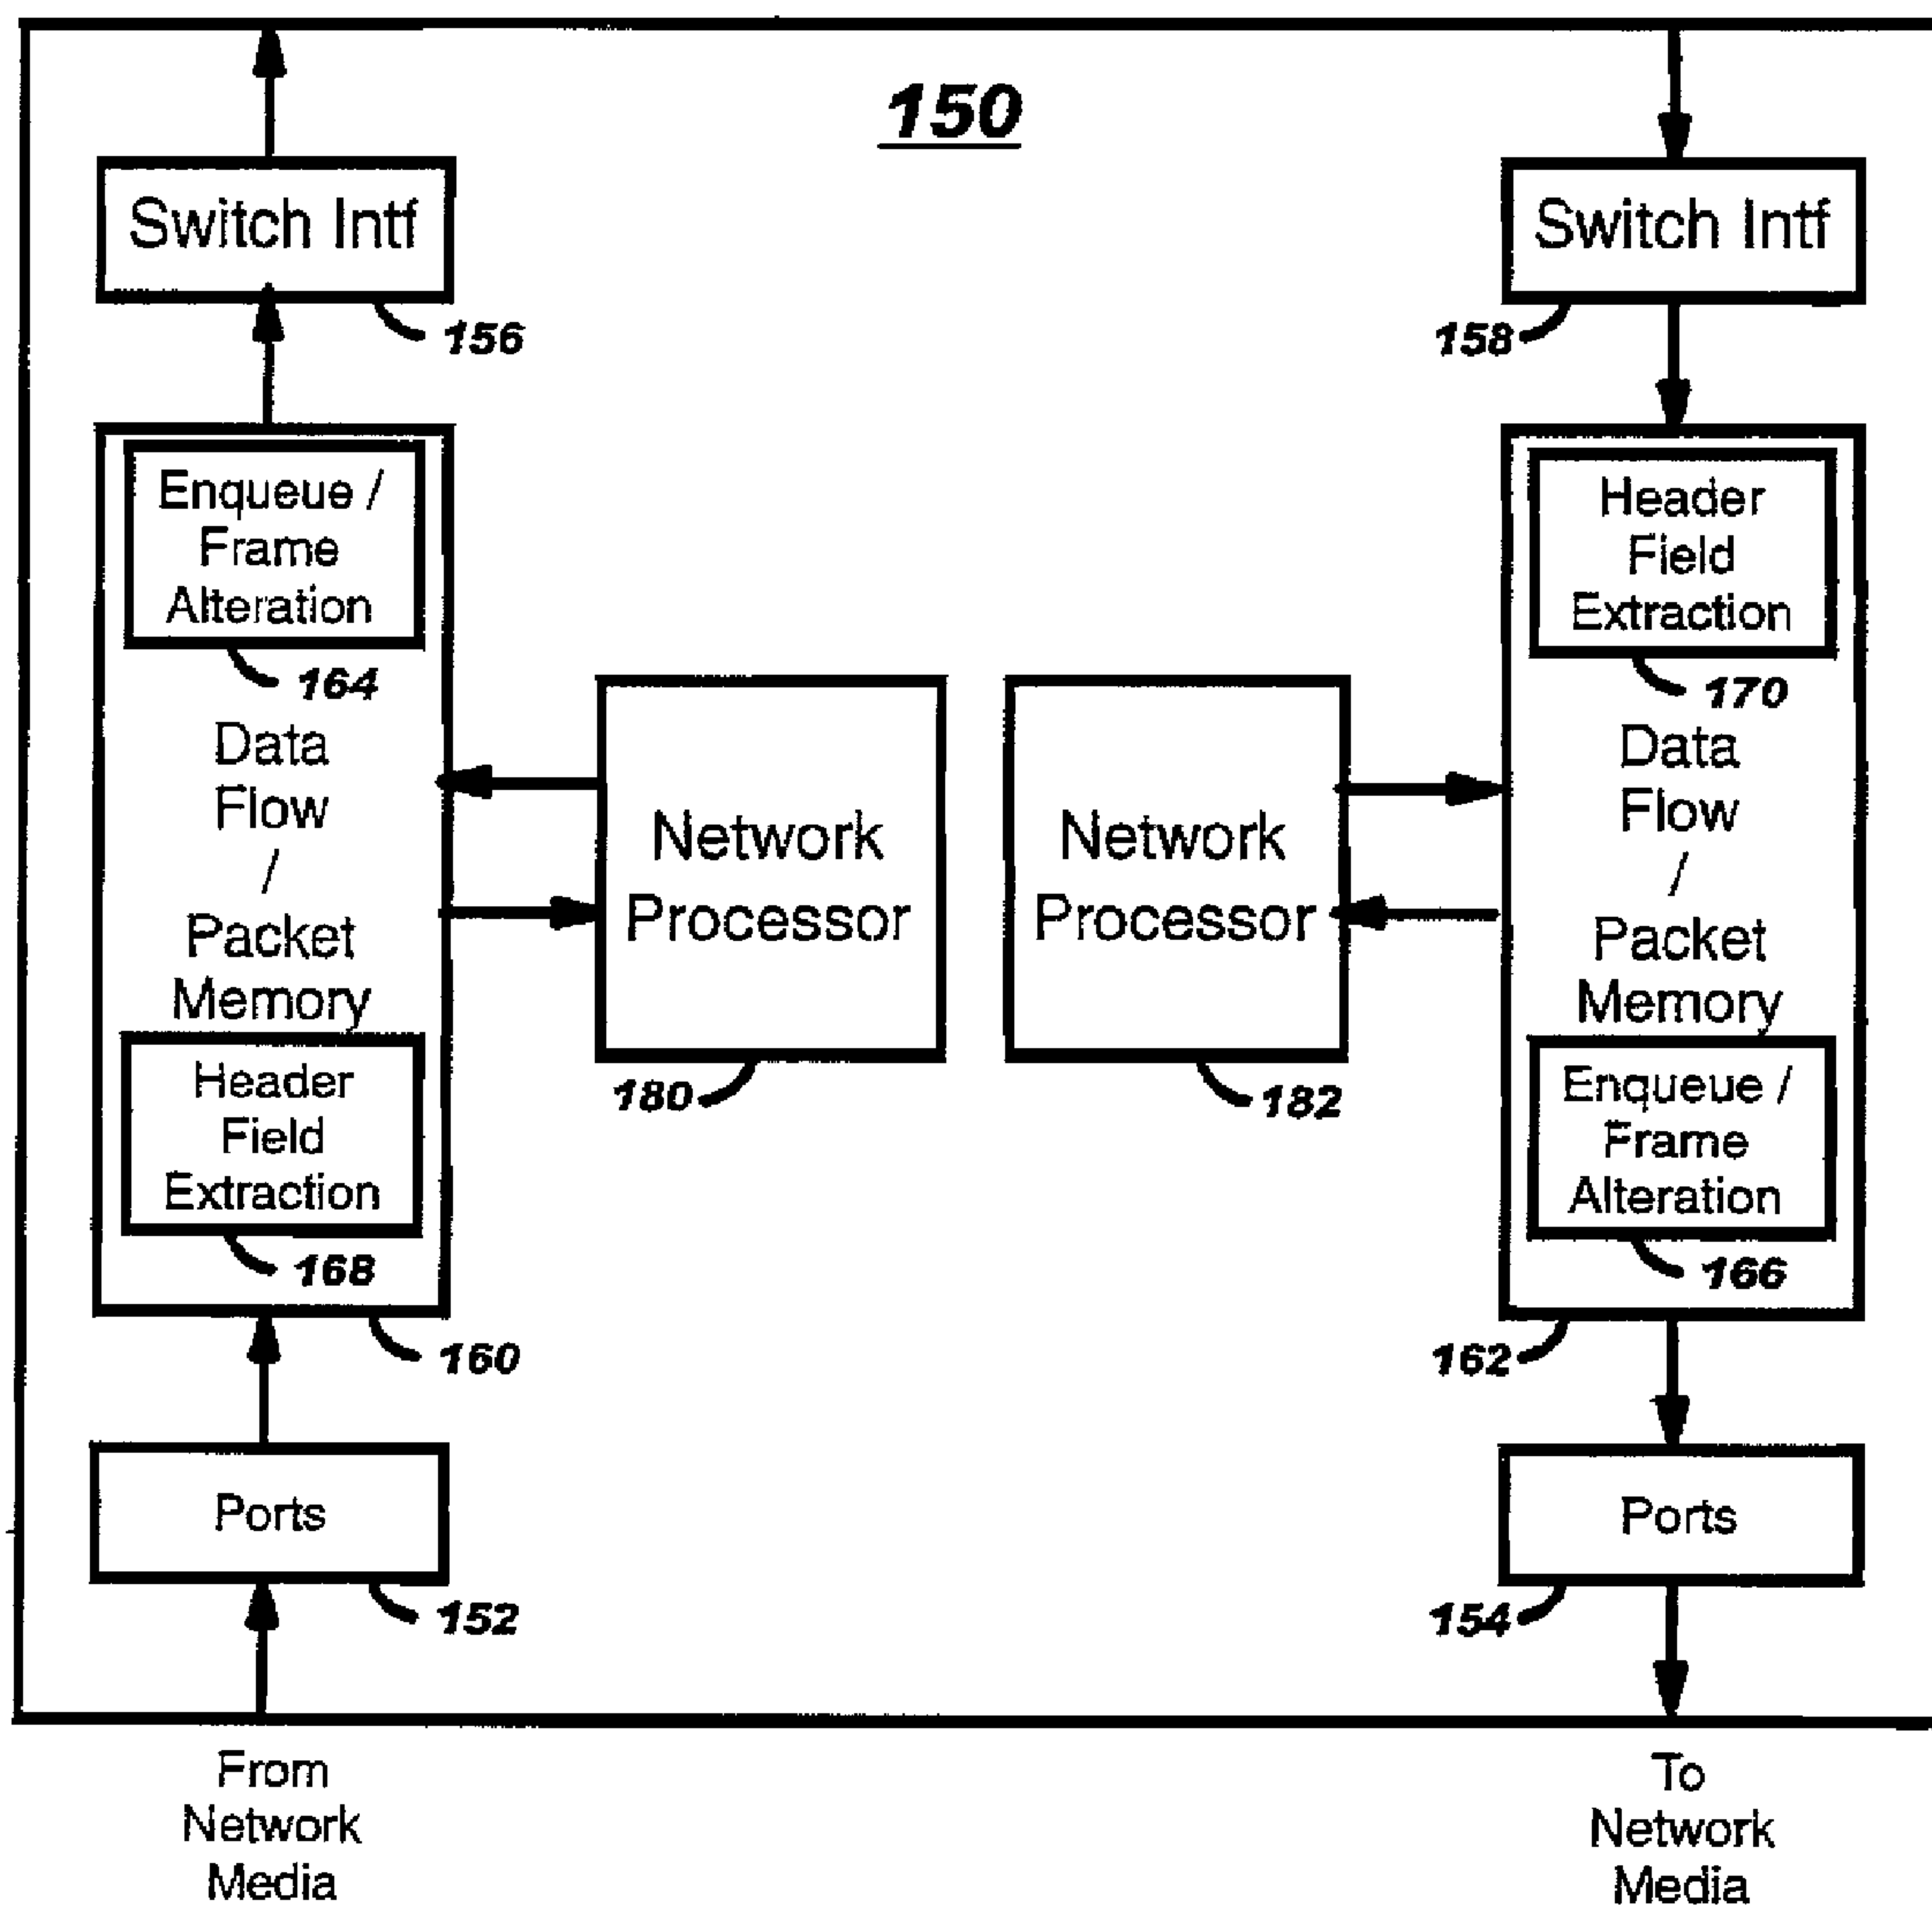 150
Switch Intf
156
Switch Intf
158
Enqueue /
Frame
Alteration
164
Data
Flow
/
Packet
Memory
Header
Field
Extraction
168
160
Network
Processor
180
Network
Processor
182
Header
Field
Extraction
170
Data
Flow
/
Packet
Memory
Enqueue /
Frame
Alteration
166
162
Ports
152
Ports
154
From
Network
Media
To
Network
Media